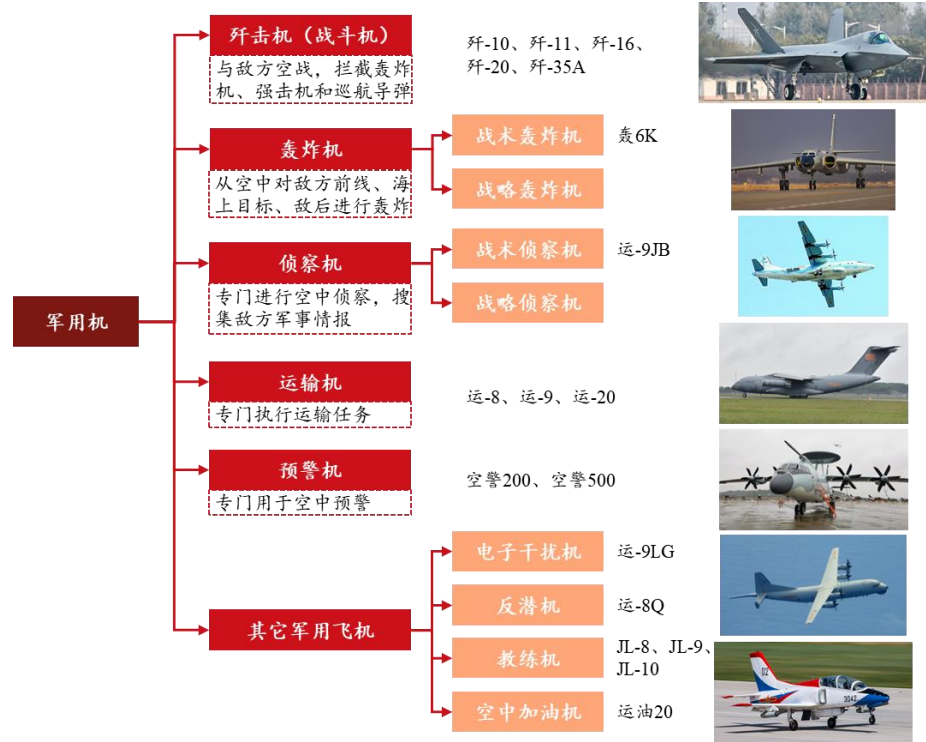 军用机
歼击机（战斗机）
与敌方空战，拦截轰炸
机、强击机和巡航导弹
歼-10、歼-11、歼-16、
歼-20、歼-35A
轰炸机
从空中对敌方前线、海
上目标、敌后进行轰炸
战术轰炸机
轰6K
战略轰炸机
侦察机
专门进行空中侦察，搜
集敌方军事情报
战术侦察机
运-9JB
战略侦察机
运输机
专门执行运输任务
运-8、运-9、运-20
预警机
专门用于空中预警
空警200、空警500
其它军用飞机
电子干扰机
运-9LG
反潜机
运-8Q
教练机
JL-8、JL-9、
JL-10
空中加油机
运油20
02
3042